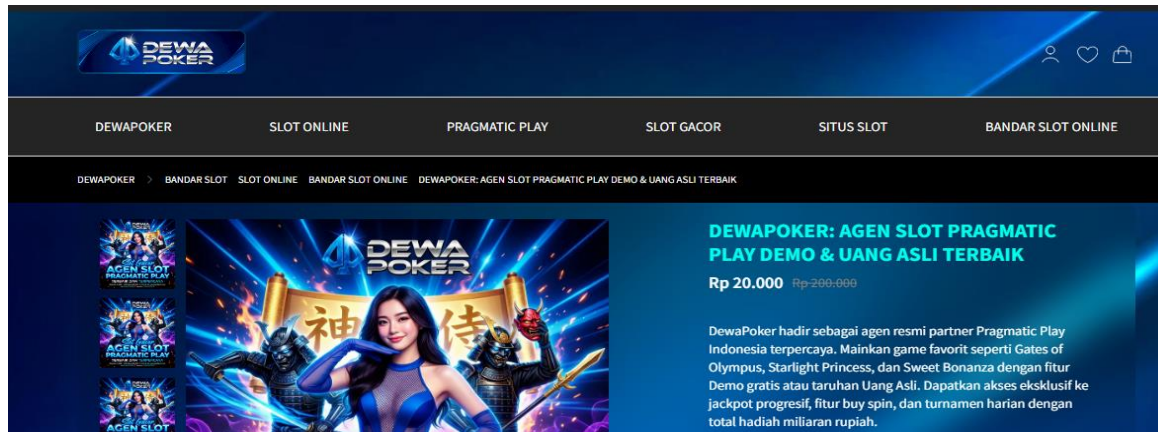 DEWA
POKER
DEWAPOKER
SLOT ONLINE
PRAGMATIC PLAY
SLOT GACOR
SITUS SLOT
BANDAR SLOT ONLINE
DEWAPOKER > BANDAR SLOT SLOT ONLINE BANDAR SLOT ONLINE DEWAPOKER: AGEN SLOT PRAGMATIC PLAY DEMO & UANG ASLI TERBAIK
AGEN SLOT
PRAGMATIC PLAY
AGEN SLOT
PRAGMATIC PLAY
AGEN SLOT
DEWA
POKER
神
侍
DEWAPOKER: AGEN SLOT PRAGMATIC
PLAY DEMO & UANG ASLI TERBAIK
Rp 20.000 Rp 200.000
DewaPoker hadir sebagai agen resmi partner Pragmatic Play
Indonesia terpercaya. Mainkan game favorit seperti Gates of
Olympus, Starlight Princess, dan Sweet Bonanza dengan fitur
Demo gratis atau taruhan Uang Asli. Dapatkan akses eksklusif ke
jackpot progresif, fitur buy spin, dan turnamen harian dengan
total hadiah miliaran rupiah.